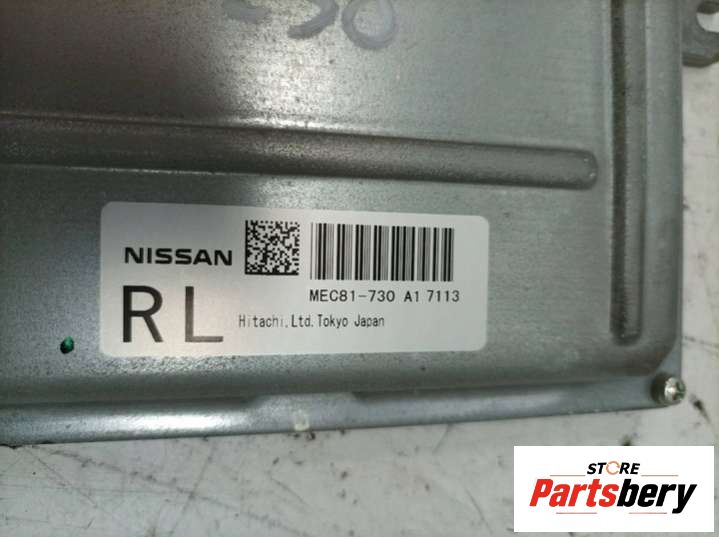 NISSAN
MEC81-730 A1 7113
RL
Hitachi,Ltd.Tokyo Japan
STORE
Partsbery